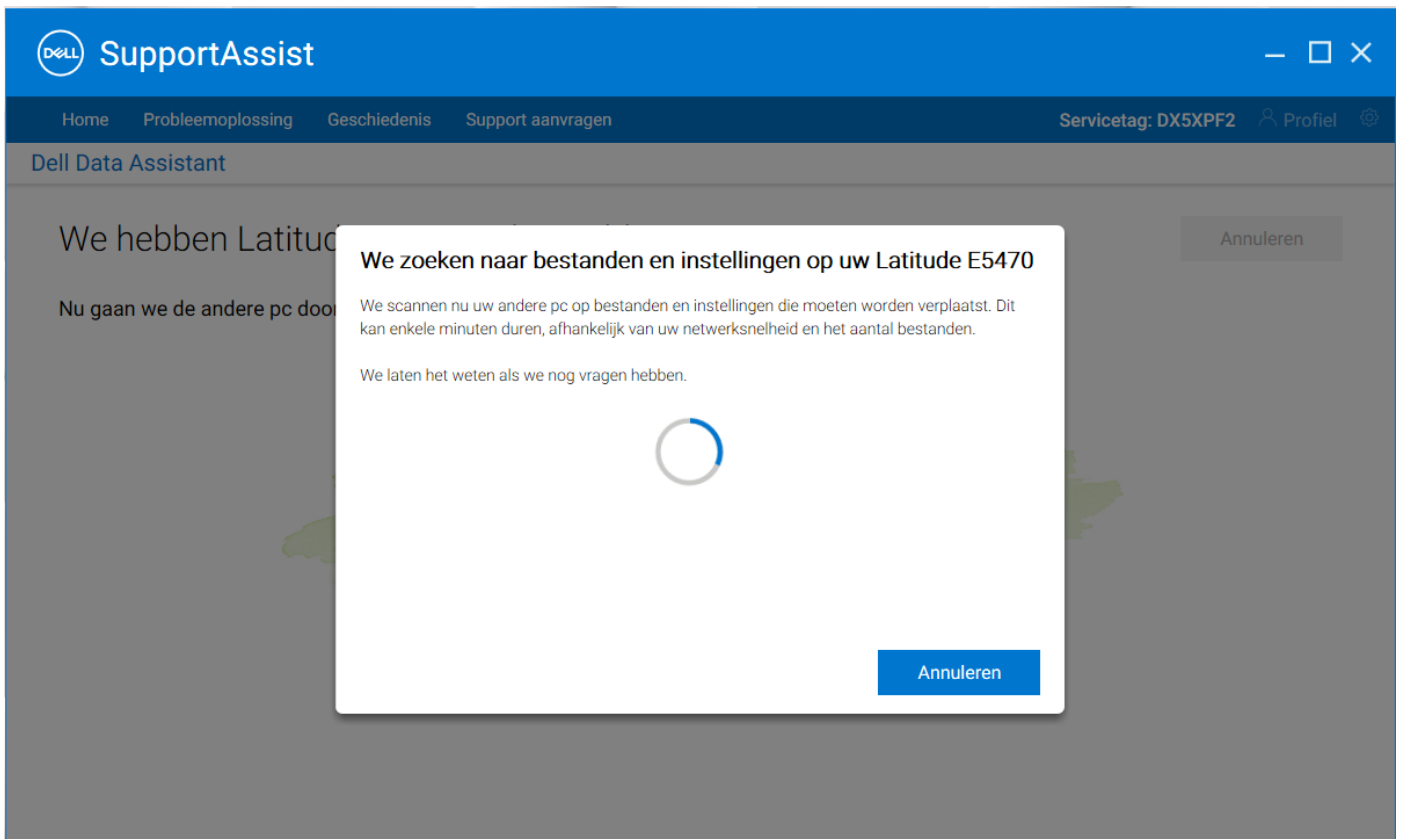 DELL SupportAssist
Home Probleemoplossing Geschiedenis Support aanvragen Servicetag: DX5XPF2 Profiel
Dell Data Assistant
We hebben Annuleren
Nu gaan we de andere pc
We zoeken naar bestanden en instellingen op uw Latitude E5470
We scannen nu uw andere pc op bestanden en instellingen die moeten worden verplaatst. Dit
kan enkele minuten duren, afhankelijk van uw netwerksnelheid en het aantal bestanden.
We laten het weten als we nog vragen hebben.
Annuleren